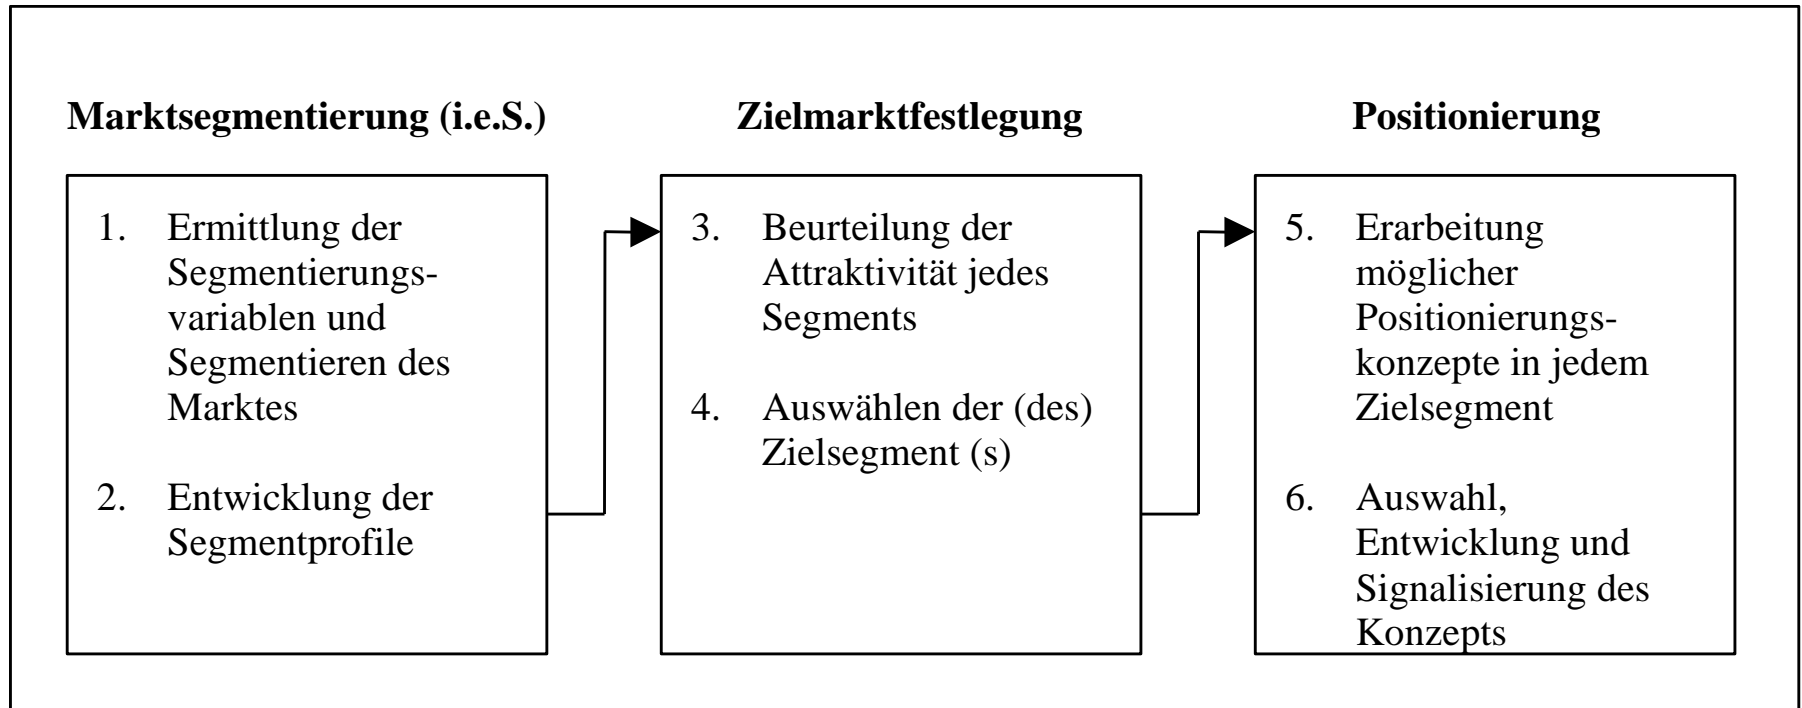 Marktsegmentierung (i.e.S.)
1. Ermittlung der
Segmentierungs-
variablen und
Segmentieren des
Marktes
2. Entwicklung der
Segmentprofile
Zielmarktfestlegung
3. Beurteilung der
Attraktivität jedes
Segments
4. Auswählen der (des)
Zielsegment (s)
Positionierung
5. Erarbeitung
möglicher
Positionierungs-
konzepte in jedem
Zielsegment
6. Auswahl,
Entwicklung und
Signalisierung des
Konzepts